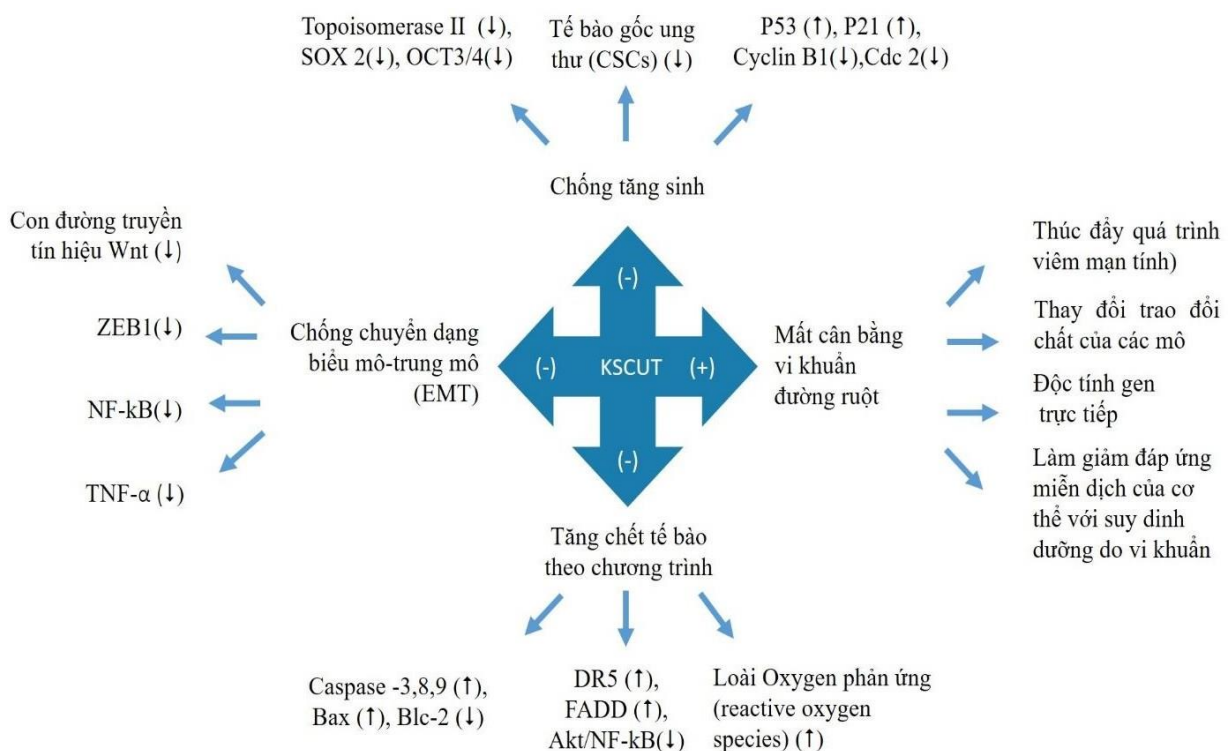 Topoisomerase II (↓),
SOX 2(↓), OCT3/4(↓)
Tế bào gốc ung
thư (CSCs) (↓)
P53 (↑), P21 (↑),
Cyclin B1(↓),Cdc 2(↓)
Chống tăng sinh
Con đường truyền
tín hiệu Wnt (↓)
ZEB1(↓)
NF-kB(↓)
TNF-α (↓)
Chống chuyển dạng
biểu mô-trung mô
(EMT)
(-)
(-)
KSCUT
(+)
(-)
Mất cân bằng
vi khuẩn
đường ruột
Thúc đẩy quá trình
viêm mạn tính)
Thay đổi trao đổi
chất của các mô
Độc tính gen
trực tiếp
Làm giảm đáp ứng
miễn dịch của cơ
thể với suy dinh
dưỡng do vi khuẩn
Tăng chết tế bào
theo chương trình
Caspase -3,8,9 (↑),
Bax (↑), Blc-2 (↓)
DR5 (↑),
FADD (↑),
Akt/NF-kB(↓)
Loài Oxygen phản ứng
(reactive oxygen
species) (↑)